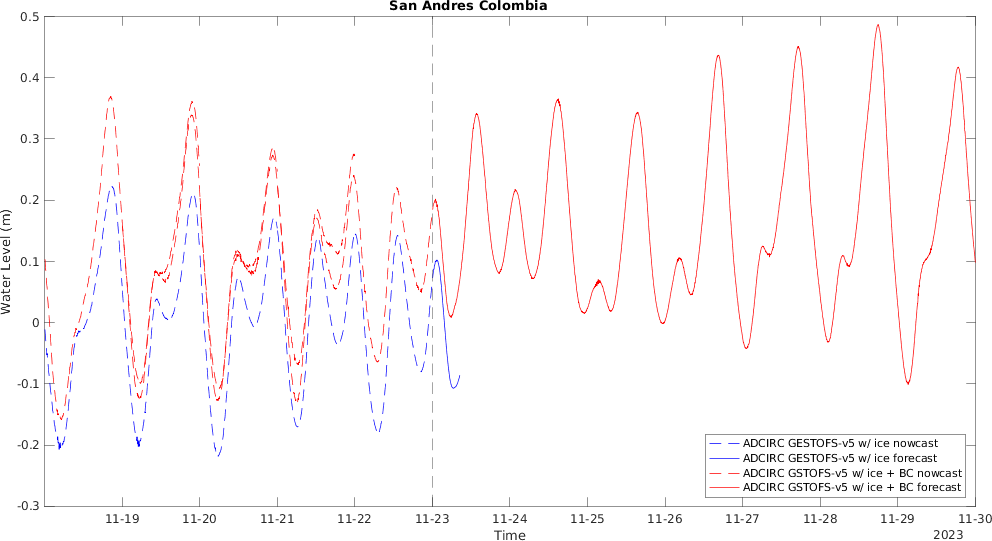 San Andres Colombia
0.5
0.4
0.3
0.2
0.1
0
-0.1
-0.2
-0.3
Water Level (m)
11-19 11-20 11-21 11-22 11-23 11-24 11-25 11-26 11-27 11-28 11-29 11-30
Time
2023
ADCIRC GESTOFS-v5 w/ ice nowcast
ADCIRC GESTOFS-v5 w/ ice forecast
ADCIRC GSTOFS-v5 w/ ice + BC nowcast
ADCIRC GSTOFS-v5 w/ ice + BC forecast